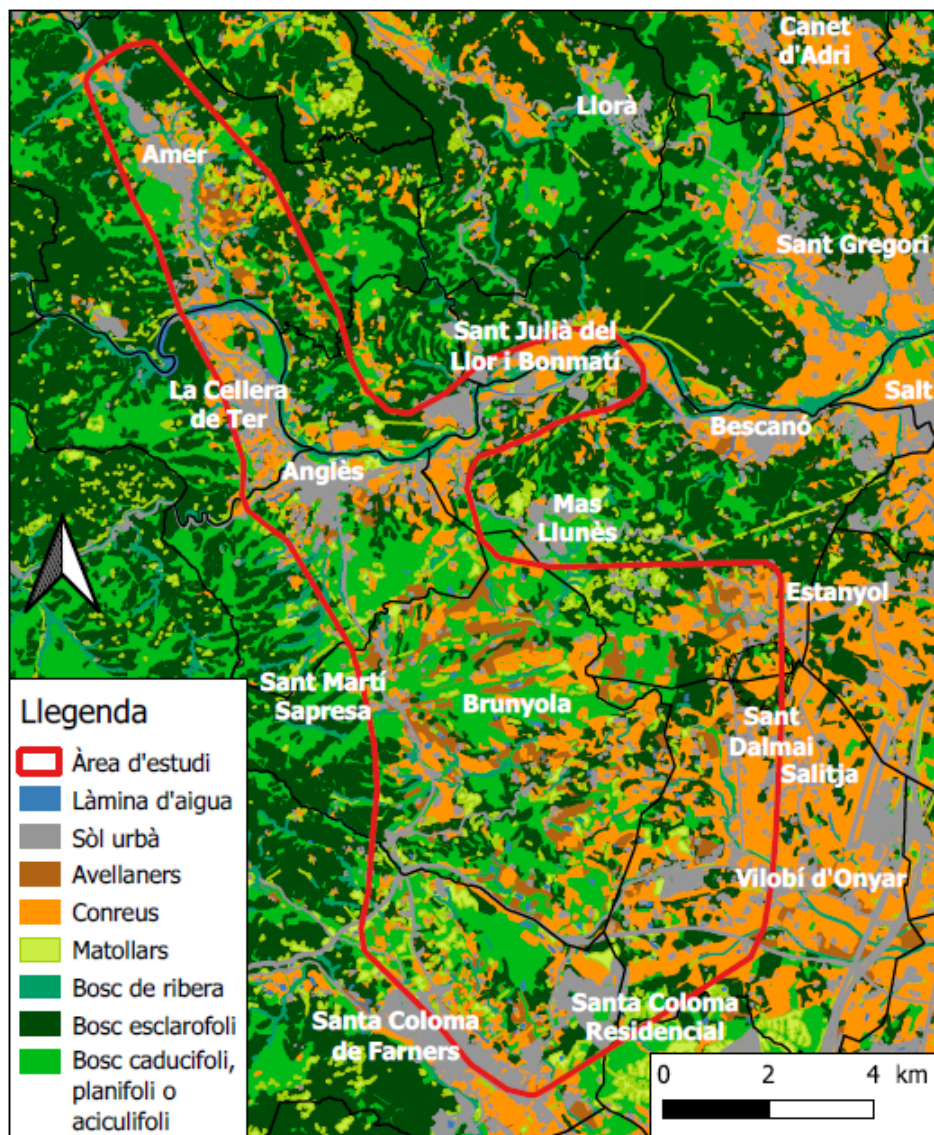 Canet
d'Adri
Llorà
Amer
Sant Gregori
Sant Julià del
Llor i Bonmatí
La Cellera
de Ter
Salt
Bescanó
Anglès
Mas
Llunès
Estanyol
Sant Martí
Sapresa
Brunyola
Sant
Dalmai
Salitja
Vilobí d'Onyar
Santa Coloma
de Farners
Santa Coloma
Residencial
Llegenda
Àrea d'estudi
Làmina d'aigua
Sòl urbà
Avellaners
Conreus
Matollars
Bosc de ribera
Bosc esclarofoli
Bosc caducifoli,
planifoli o
aciculifoli
0 2 4 km